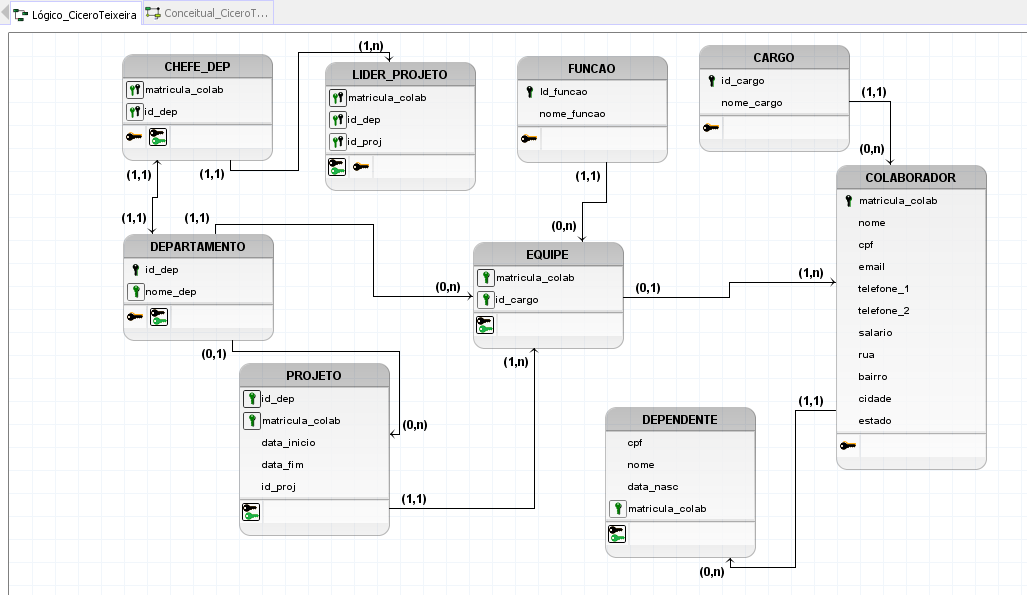 Lógico_CiceroTeixeira
Conceitual_CiceroT...
CHEFE_DEP
matricula_colab
id_dep
(1,n)
LIDER_PROJETO
matricula_colab
id_dep
id_proj
FUNCAO
Id_funcao
nome_funcao
CARGO
id_cargo
nome_cargo
(1,1)
(0,n)
(1,1)
(1,1)
(1,1)
(0,n)
COLABORADOR
matricula_colab
nome
cpf
email
telefone_1
telefone_2
salario
rua
bairro
cidade
estado
(1,1)
(1,1)
DEPARTAMENTO
id_dep
nome_dep
(0,n)
EQUIPE
matricula_colab
id_cargo
(0,1)
(1,n)
(0,1)
(1,n)
PROJETO
id_dep
matricula_colab
data_inicio
data_fim
id_proj
(0,n)
(1,1)
(1,1)
DEPENDENTE
cpf
nome
data_nasc
matricula_colab
(0,n)